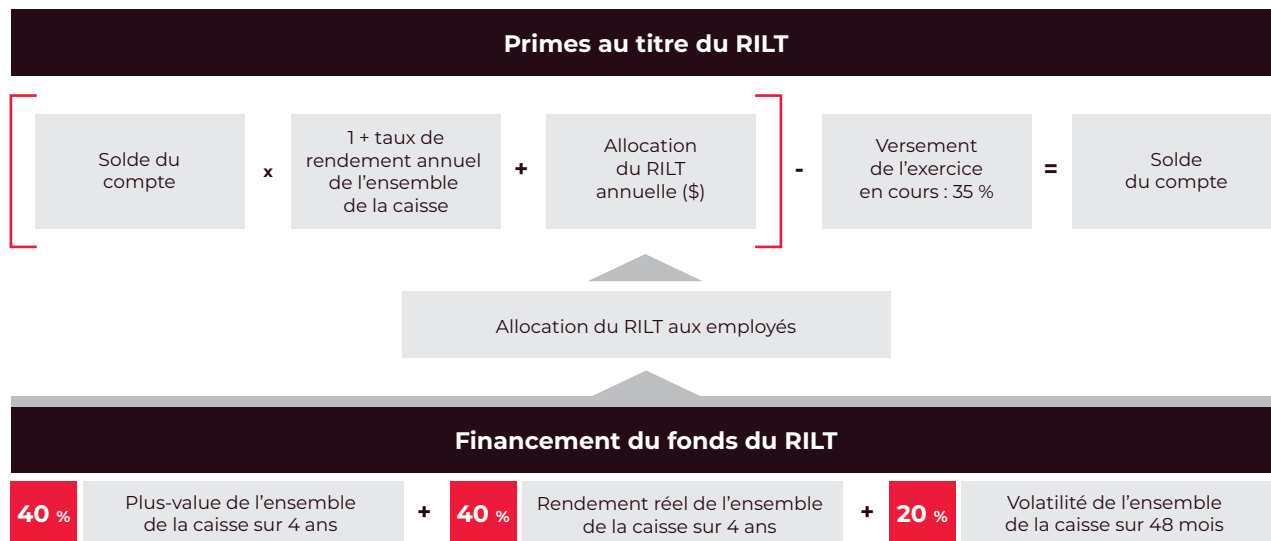 Primes au titre du RILT
Solde du
compte
x
1 + taux de
rendement annuel
de l'ensemble
de la caisse
+
Allocation
du RILT
annuelle ($)
-
Versement
de l'exercice
en cours : 35 %
=
Solde
du compte
Allocation du RILT aux employés
Financement du fonds du RILT
40 %
Plus-value de l'ensemble
de la caisse sur 4 ans
+
40 %
Rendement réel de l'ensemble
de la caisse sur 4 ans
+
20 %
Volatilité de l'ensemble
de la caisse sur 48 mois